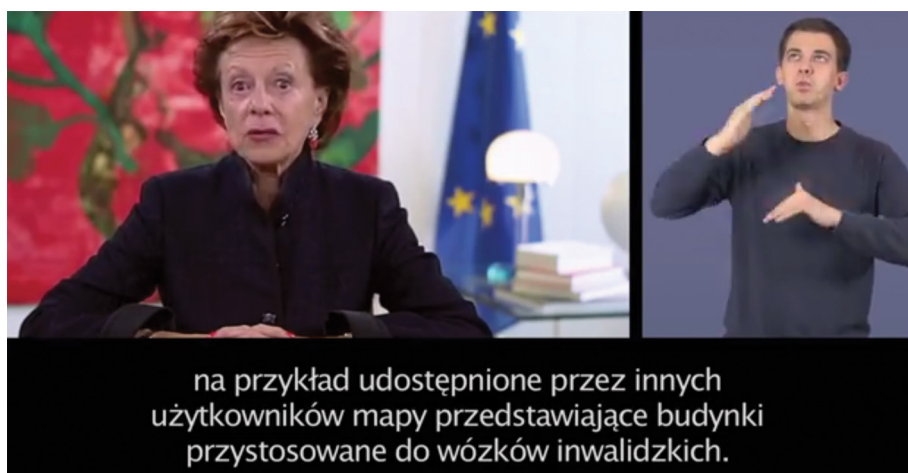 na przykład udostępnione przez innych
użytkowników mapy przedstawiające budynki
przystosowane do wózków inwalidzkich.